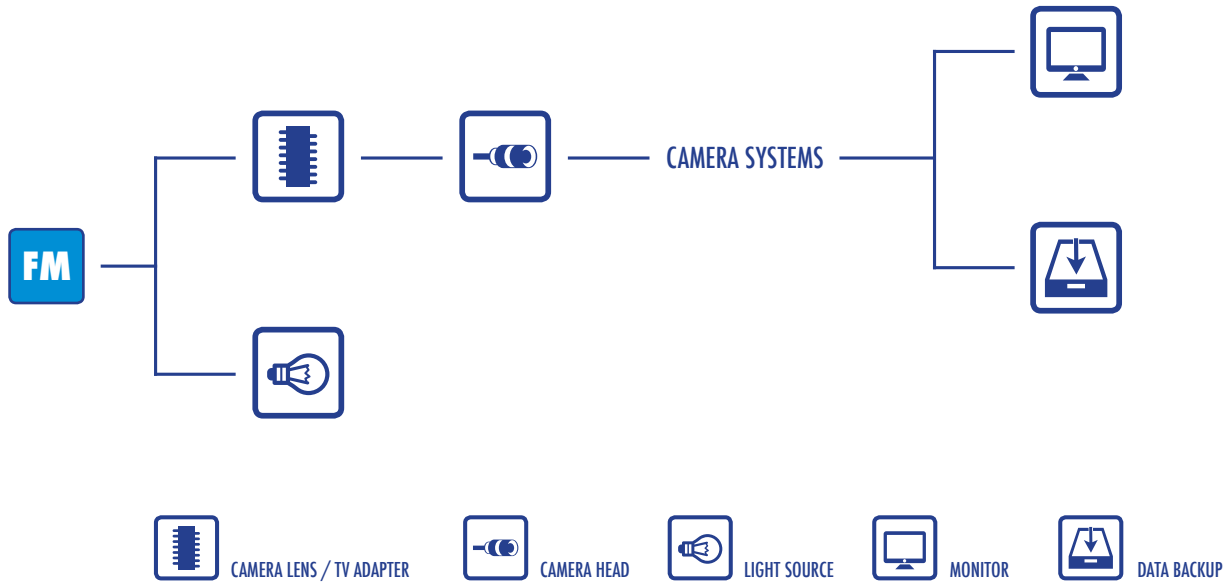 CAMERA SYSTEMS
FM
CAMERA LENS / TV ADAPTER
CAMERA HEAD
LIGHT SOURCE
MONITOR
DATA BACKUP